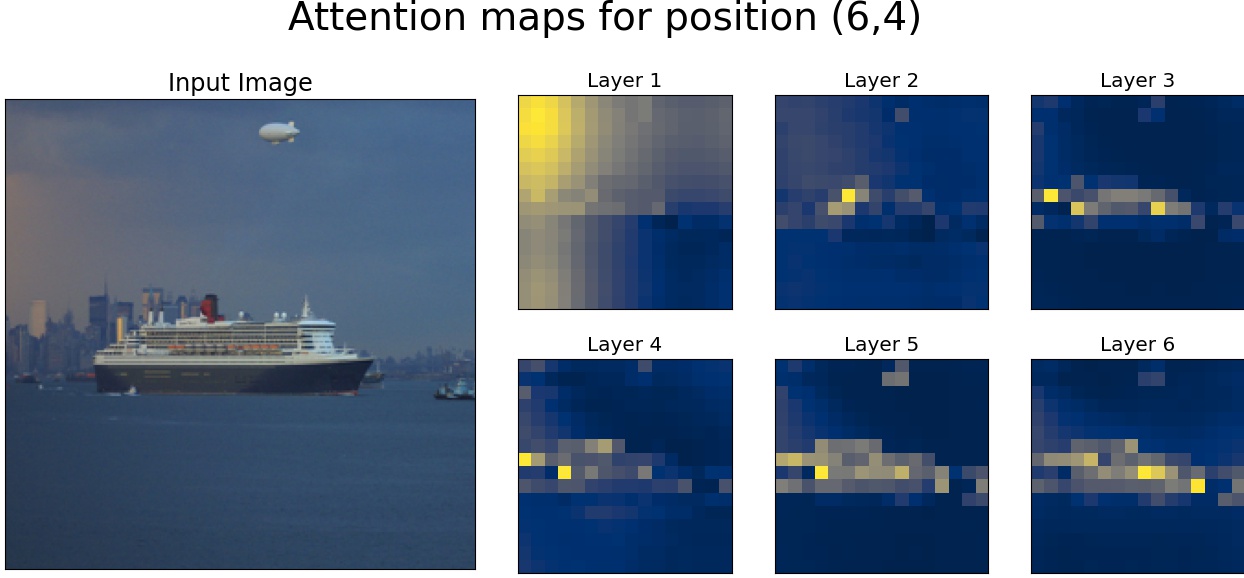 Attention maps for position (6,4)
Input Image
Layer 1
Layer 2
Layer 3
Layer 4
Layer 5
Layer 6